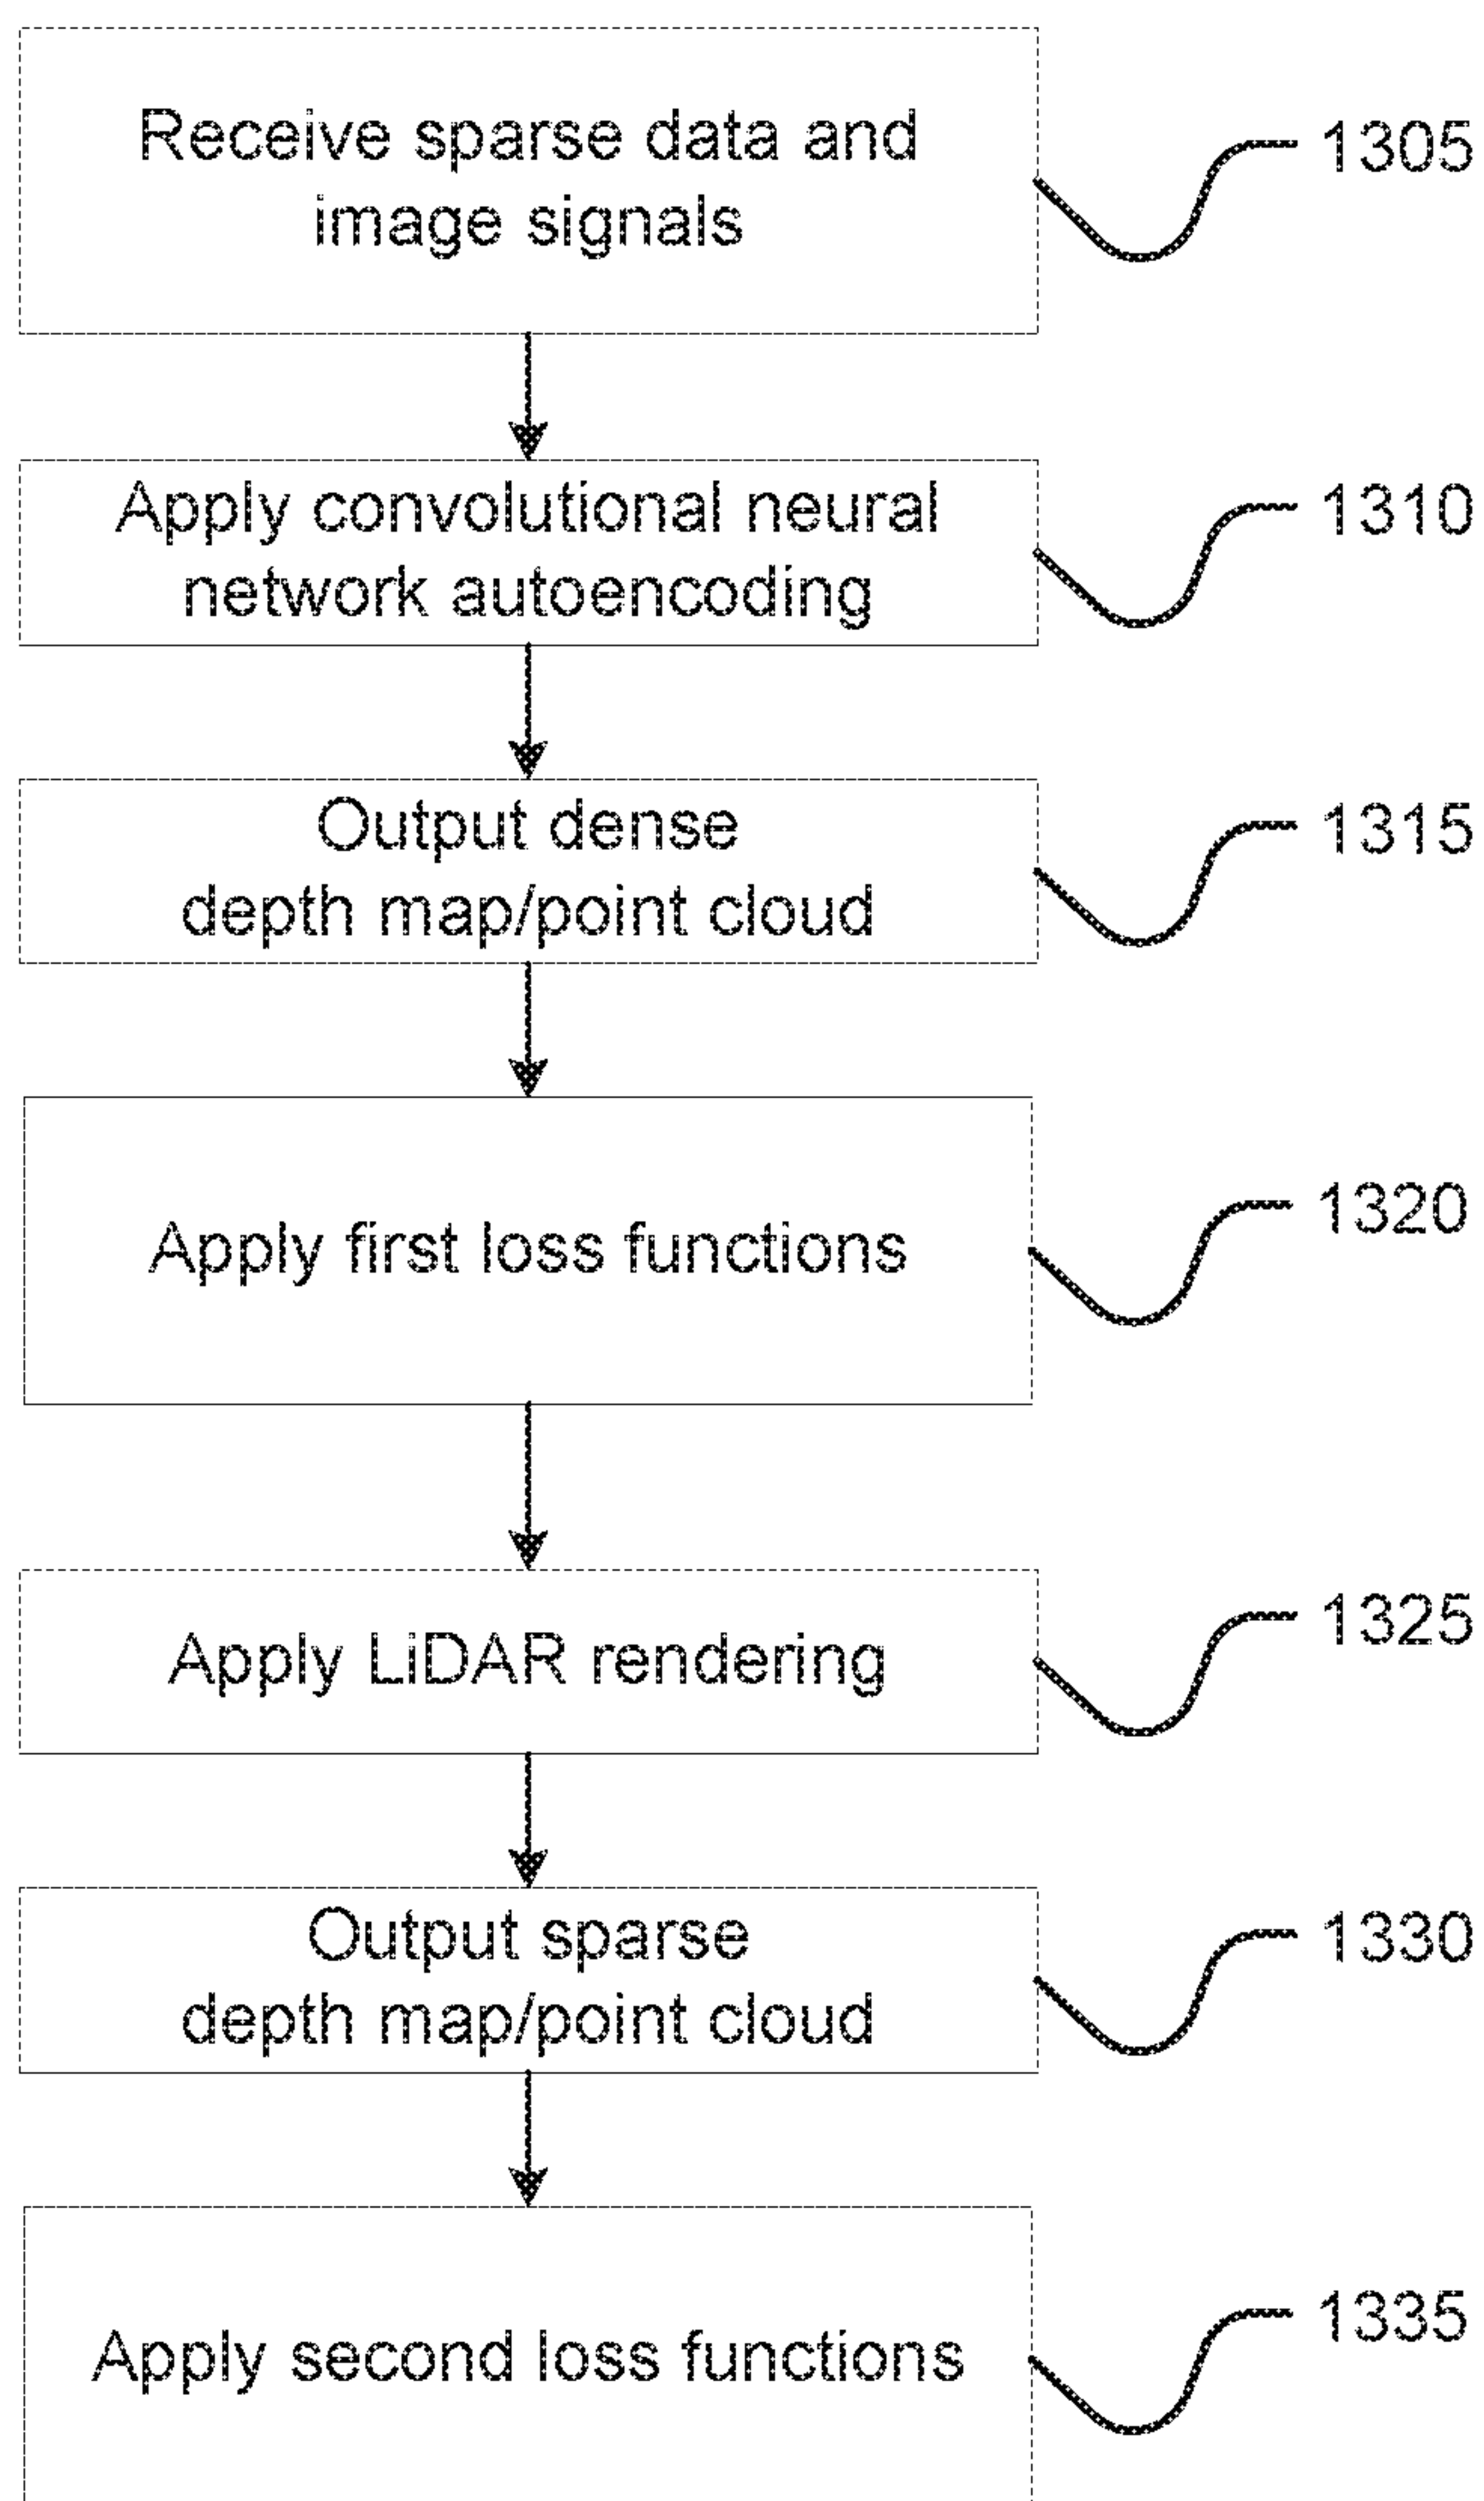 Receive sparse data and
image signals
1305
Apply convolutional neural
network autoencoding
1310
Output dense
depth map/point cloud
1315
Apply first loss functions
1320
Apply LiDAR rendering
1325
Output sparse
depth map/point cloud
1330
Apply second loss functions
1335